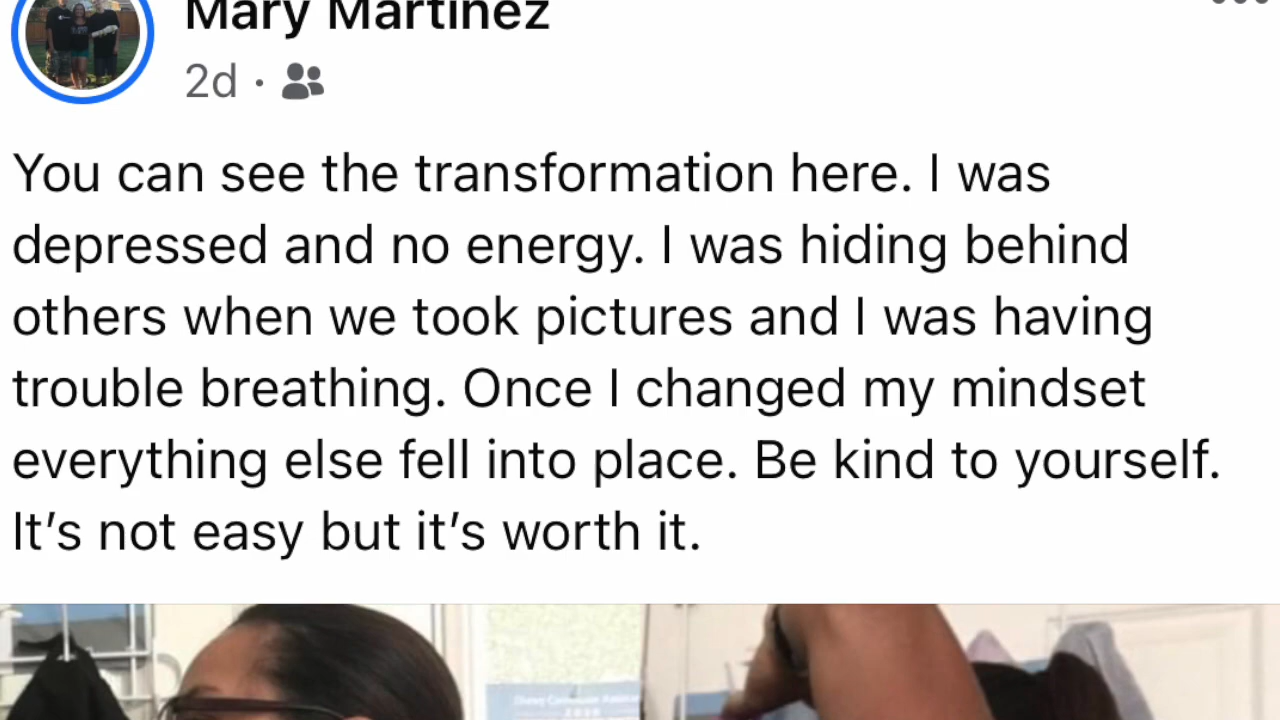 Mary Martinez
2d ·
You can see the transformation here. I was
depressed and no energy. I was hiding behind
others when we took pictures and I was having
trouble breathing. Once I changed my mindset
everything else fell into place. Be kind to yourself.
It’s not easy but it’s worth it.